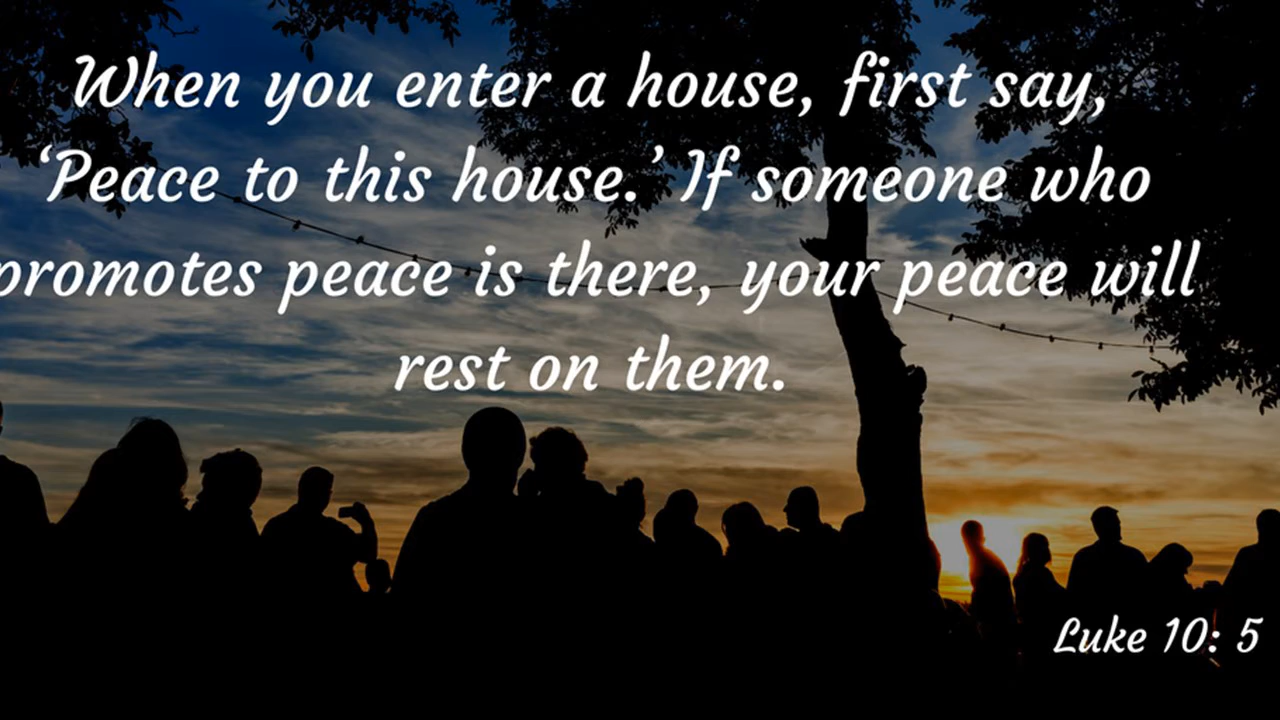 When you enter a house, first say,
‘Peace to this house.’ If someone who
promotes peace is there, your peace will
rest on them.
Luke 10: 5